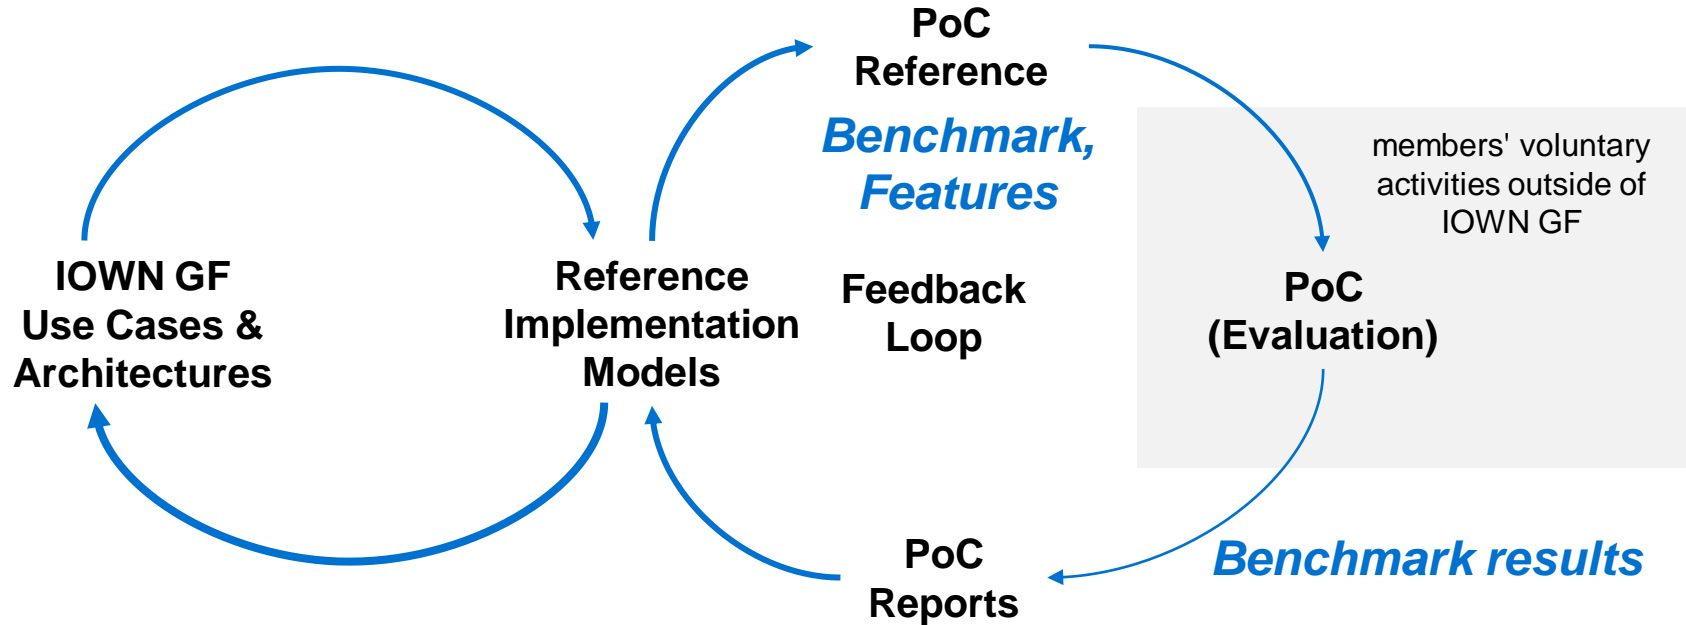 PoC
Reference
Benchmark,
Features
members' voluntary
activities outside of
IOWN GF
IOWN GF
Use Cases &
Architectures
Reference
Implementation
Models
Feedback
Loop
PoC
(Evaluation)
PoC
Reports
Benchmark results